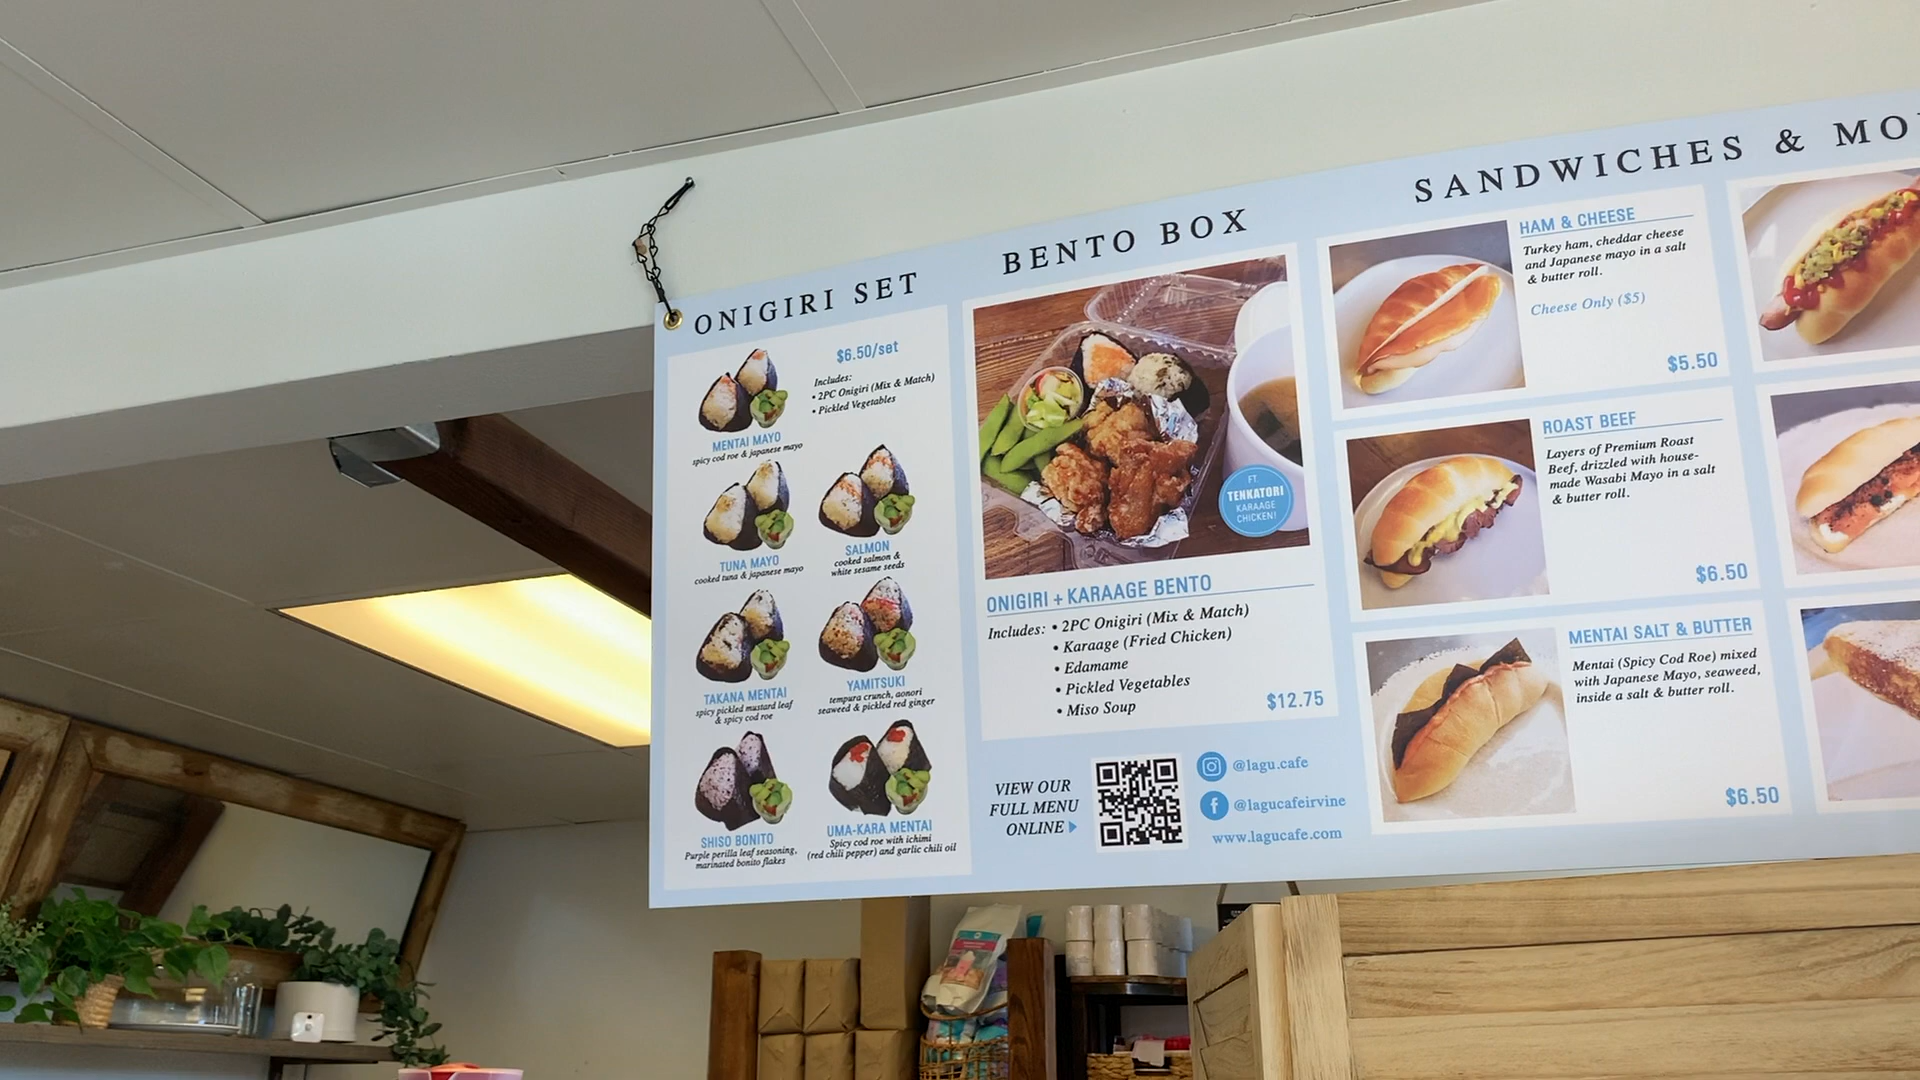 ONIGIRI SET
$6.50/set
Includes:
• 2PC Onigiri (Mix & Match)
• Pickled Vegetables
MENTAI MAYO
spicy cod roe & japanese mayo
TUNA MAYO
cooked tuna & japanese mayo
SALMON
cooked salmon &
white sesame seeds
TAKANA MENTAI
spicy pickled mustard leaf
& spicy cod roe
YAMITSUKI
tempura crunch, aonori
seaweed & pickled red ginger
SHISO BONITO
Purple perilla leaf seasoning,
marinated bonito flakes
UMA-KARA MENTAI
Spicy cod roe with ichimi
(red chili pepper) and garlic chili oil
BENTO BOX
FT.
TENKATORI
KARAAGE
CHICKEN!
ONIGIRI + KARAAGE BENTO
Includes: • 2PC Onigiri (Mix & Match)
• Karaage (Fried Chicken)
• Edamame
• Pickled Vegetables
• Miso Soup
$12.75
VIEW OUR
FULL MENU
ONLINE
@lagu.cafe
@lagucafeirvine
www.lagucafe.com
SANDWICHES & MO
HAM & CHEESE
Turkey ham, cheddar cheese
and Japanese mayo in a salt
& butter roll.
Cheese Only ($5)
$5.50
ROAST BEEF
Layers of Premium Roast
Beef, drizzled with house-
made Wasabi Mayo in a salt
& butter roll.
$6.50
MENTAI SALT & BUTTER
Mentai (Spicy Cod Roe) mixed
with Japanese Mayo, seaweed,
inside a salt & butter roll.
$6.50